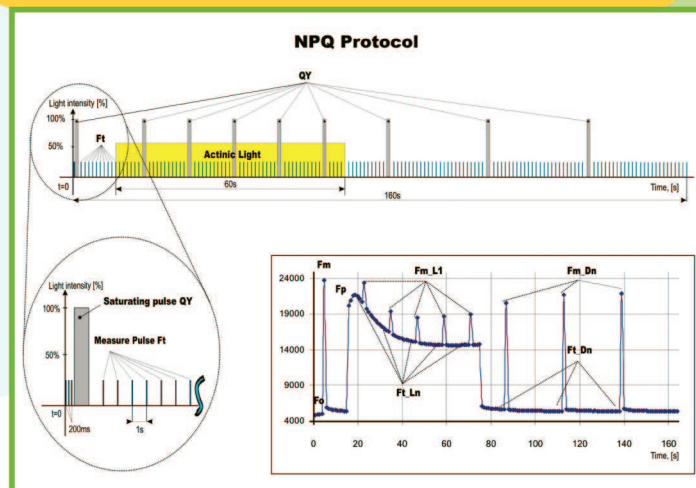 NPQ Protocol
QY
Light intensity [%]
100%
Ft
50%
Actinic Light
t=0
60s
Time, [s]
160s
Light intensity [%]
Saturating pulse QY
100%
Measure Pulse Ft
50%
t=0
1s
200ms
Fm
Fm_L1
Fm_Dn
24000
Fp
19000
14000
Ft_Dn
9000
Ft_Ln
Fo
4000
0 20 40 60 80 100 120 140 160
Time, [s]